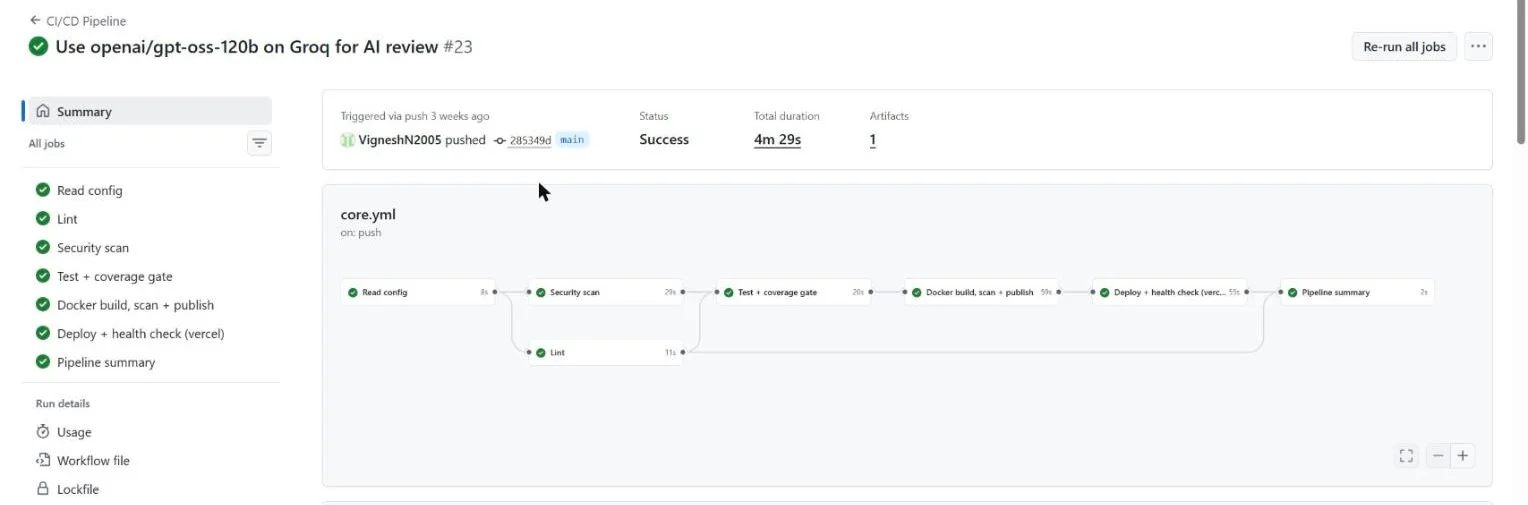 ← CI/CD Pipeline
Use openai/gpt-oss-120b on Groq for AI review #23
Re-run all jobs
Summary
All jobs
Read config
Lint
Security scan
Test + coverage gate
Docker build, scan + publish
Deploy + health check (vercel)
Pipeline summary
Run details
Usage
Workflow file
Lockfile
Triggered via push 3 weeks ago
VigneshN2005 pushed 285349d main
Status
Success
Total duration
4m 29s
Artifacts
1
core.yml
on: push
Read config 8s
Security scan 29s
Test + coverage gate 20s
Docker build, scan + publish 59s
Deploy + health check (verc... 55s
Pipeline summary 2s
Lint 11s